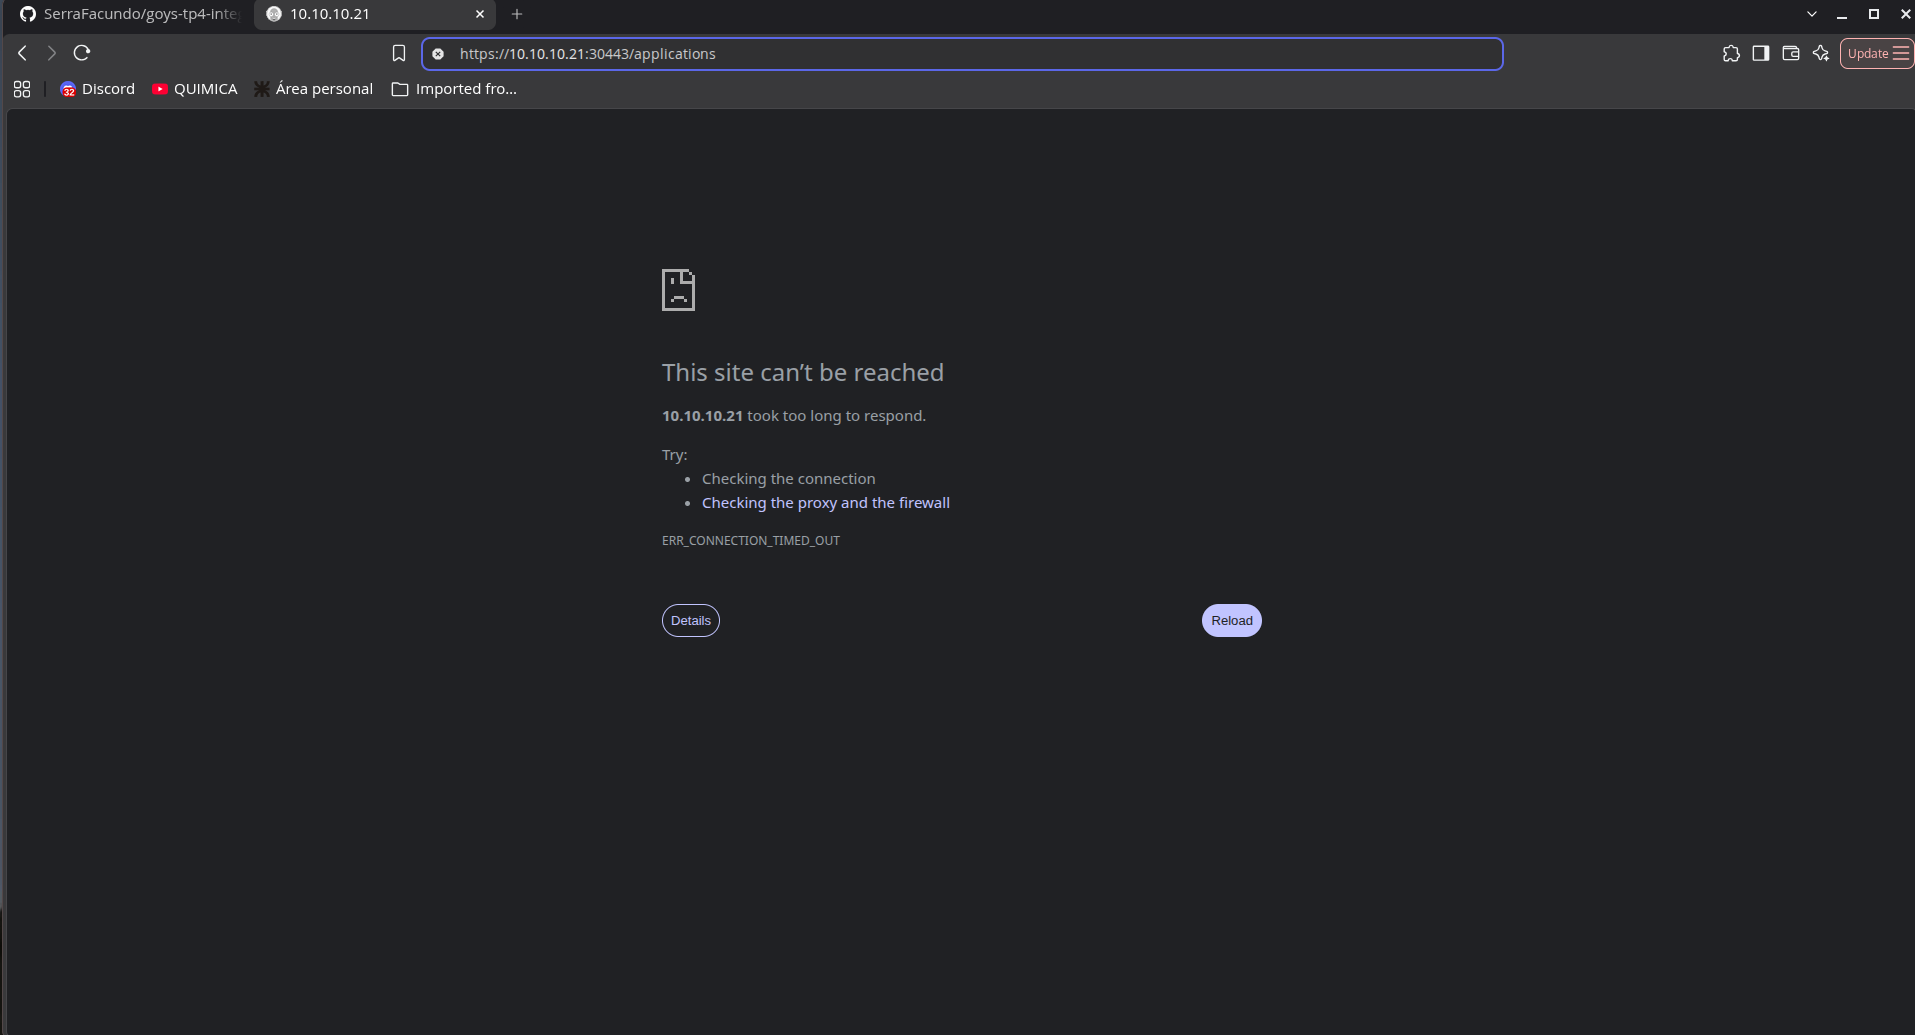 SerraFacundo/goys-tp4-inte
10.10.10.21
https://10.10.10.21:30443/applications
Update
32
Discord
QUIMICA
Área personal
Imported fro...
This site can’t be reached
10.10.10.21 took too long to respond.
Try:
Checking the connection
Checking the proxy and the firewall
ERR_CONNECTION_TIMED_OUT
Details
Reload